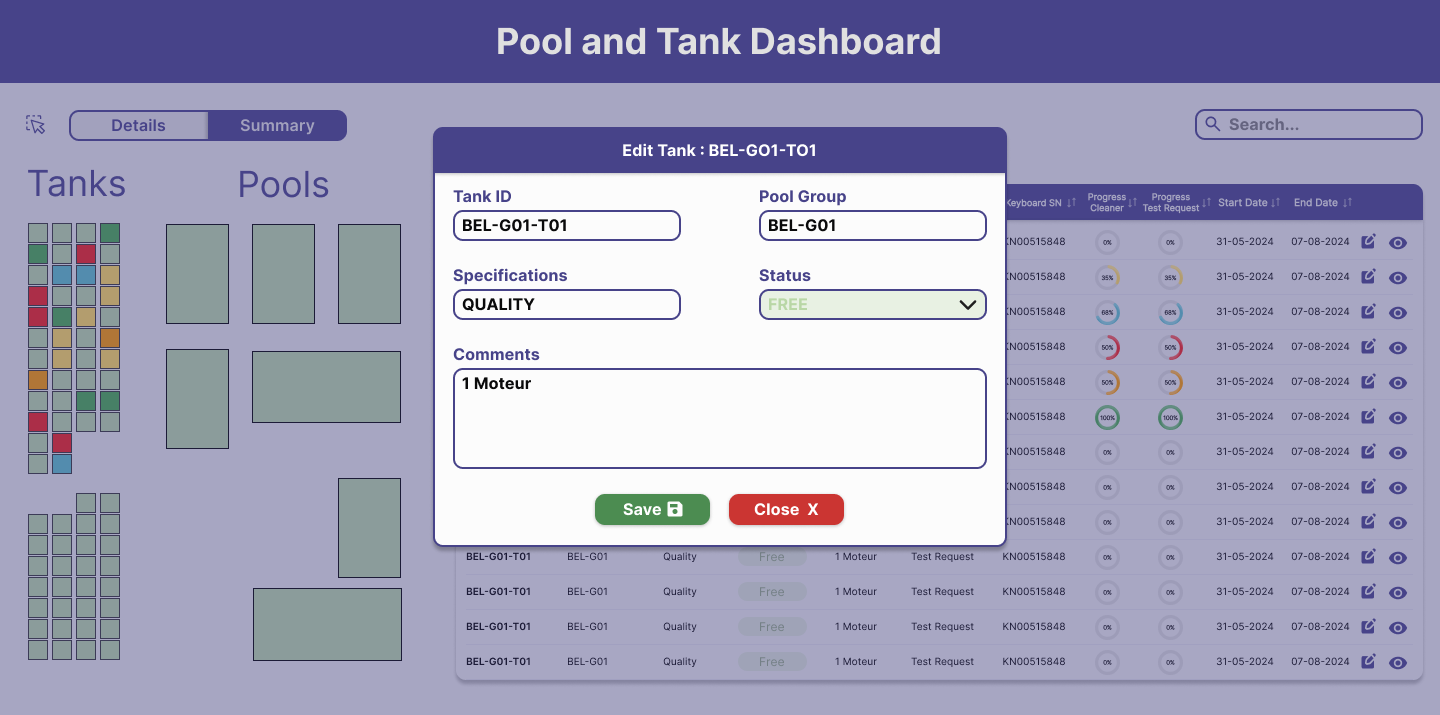 Pool and Tank Dashboard
Details Summary
Search...
Tanks Pools
Edit Tank : BEL-GO1-TO1
Tank ID Pool Group
BEL-G01-T01 BEL-G01
Specifications Status
QUALITY FREE
Comments
1 Moteur
Save Close X
Keyboard SN Progress Cleaner Progress Test Request Start Date End Date
KN00515848 0% 0% 31-05-2024 07-08-2024
KN00515848 35% 35% 31-05-2024 07-08-2024
KN00515848 68% 68% 31-05-2024 07-08-2024
KN00515848 50% 50% 31-05-2024 07-08-2024
KN00515848 50% 50% 31-05-2024 07-08-2024
KN00515848 100% 100% 31-05-2024 07-08-2024
KN00515848 0% 0% 31-05-2024 07-08-2024
KN00515848 0% 0% 31-05-2024 07-08-2024
KN00515848 0% 0% 31-05-2024 07-08-2024
BEL-G01-T01 BEL-G01 Quality Free 1 Moteur Test Request KN00515848 0% 0% 31-05-2024 07-08-2024
BEL-G01-T01 BEL-G01 Quality Free 1 Moteur Test Request KN00515848 0% 0% 31-05-2024 07-08-2024
BEL-G01-T01 BEL-G01 Quality Free 1 Moteur Test Request KN00515848 0% 0% 31-05-2024 07-08-2024
BEL-G01-T01 BEL-G01 Quality Free 1 Moteur Test Request KN00515848 0% 0% 31-05-2024 07-08-2024